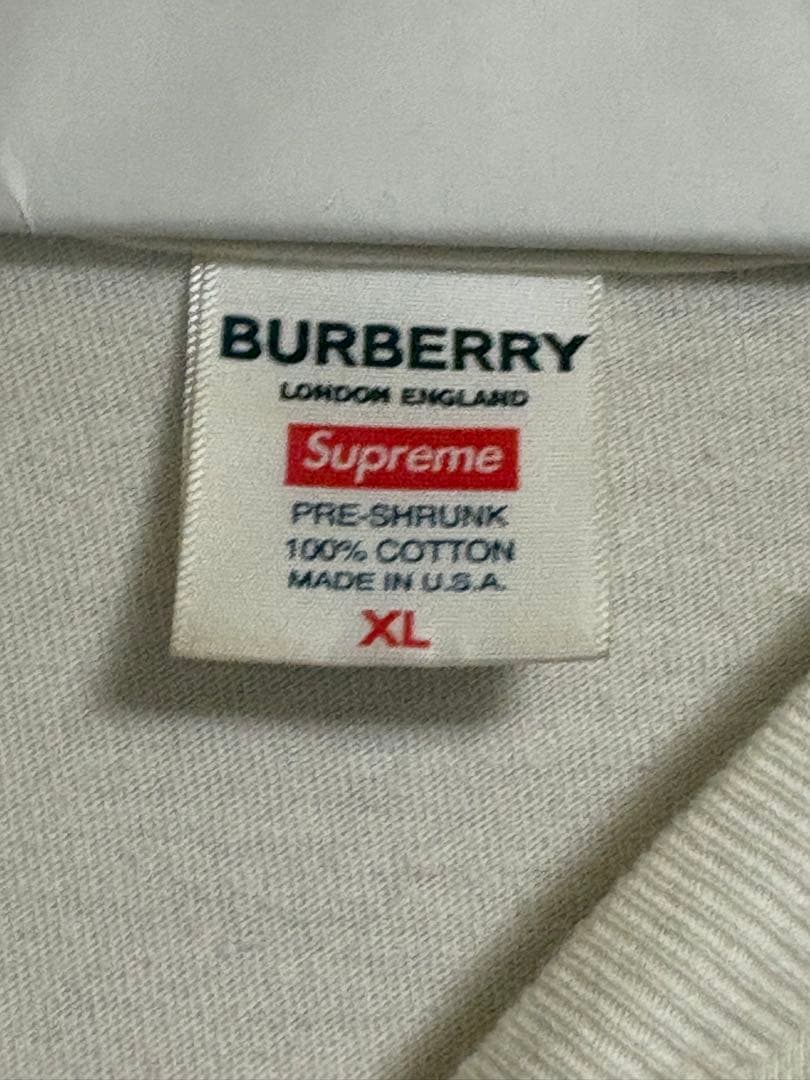 BURBERRY
LONDON ENGLAND
Supreme
PRE-SHRUNK
100% COTTON
MADE IN U.S.A.
XL